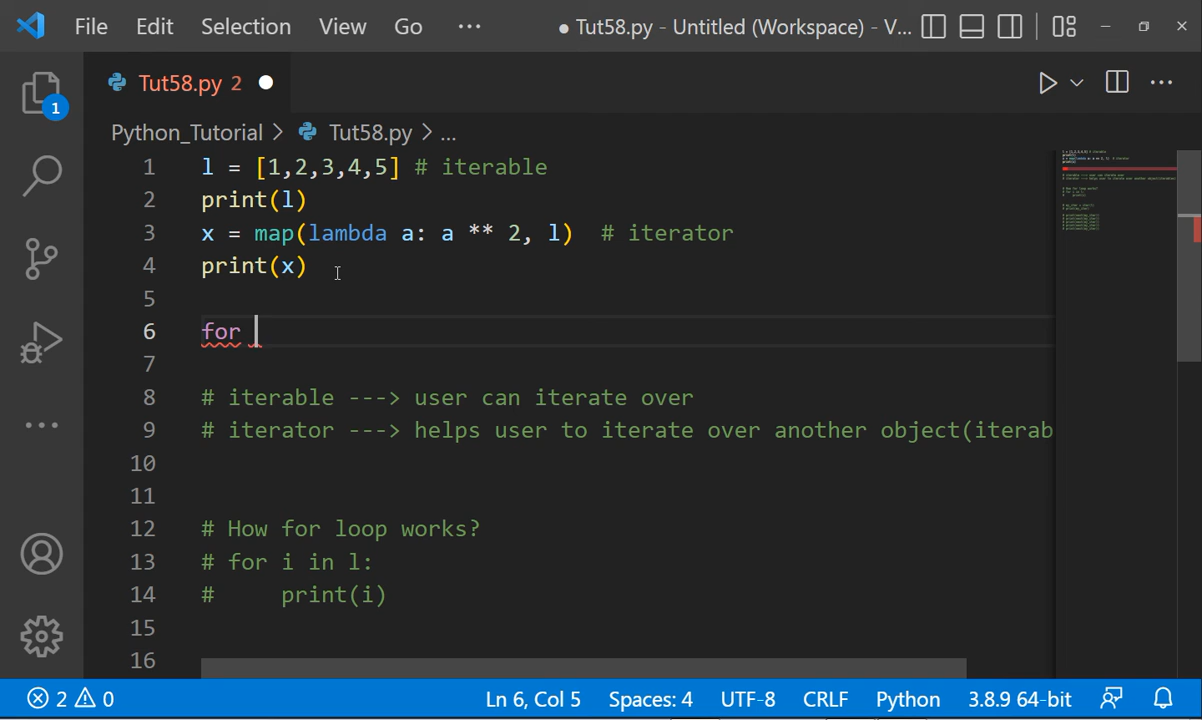 File Edit Selection View Go ··· ● Tut58.py - Untitled (Workspace) - V...
Tut58.py 2
1
Python_Tutorial > Tut58.py > ...
1 l = [1,2,3,4,5] # iterable
2 print(l)
3 x = map(lambda a: a ** 2, l)  # iterator
4 print(x)
5
6 for
7
8 # iterable ---> user can iterate over
9 # iterator ---> helps user to iterate over another object(iterab
10
11
12 # How for loop works?
13 # for i in l:
14 #     print(i)
15
16
2 0 Ln 6, Col 5 Spaces: 4 UTF-8 CRLF Python 3.8.9 64-bit